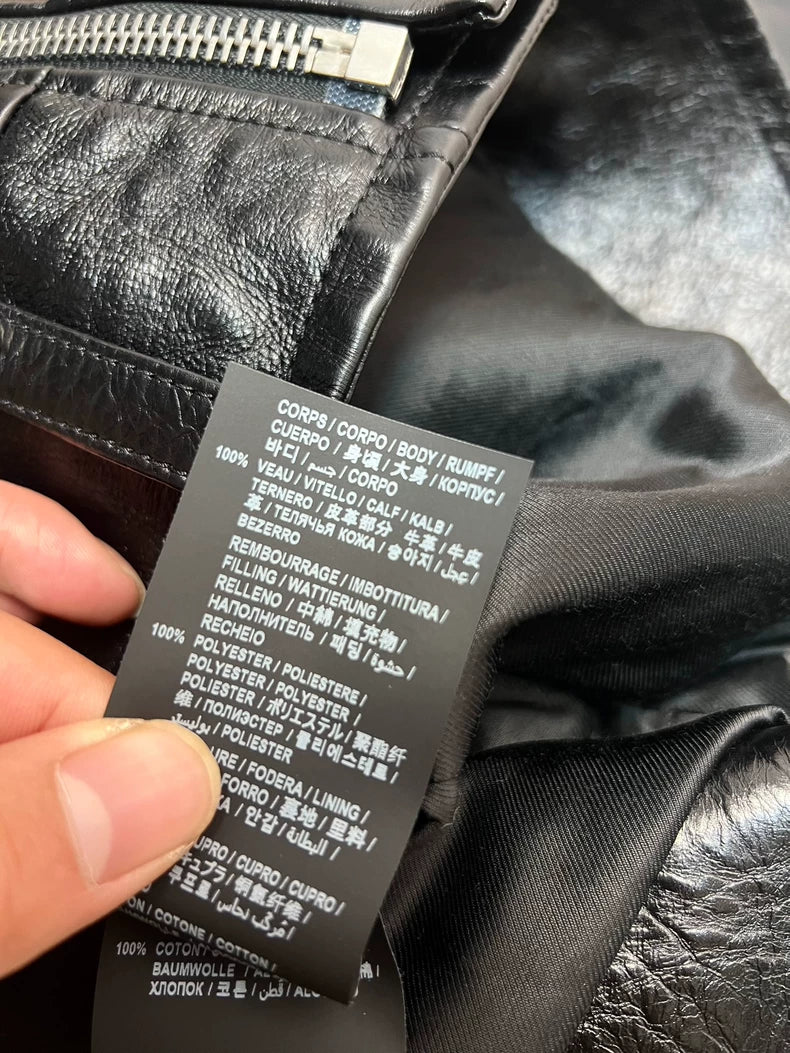 CORPS / CORPO / BODY / RUMPF /
CUERPO / 身頃 / 大身 / КОРПУС /
바디 / جسم / CORPO
100% VEAU / VITELLO / CALF / KALB /
TERNERO / 皮革部分 牛革 / 牛皮
革 / ТЕЛЯЧЬЯ КОЖА / 송아지 / عجل /
BEZERRO
REMBOURRAGE / IMBOTTITURA /
FILLING / WATTIERUNG /
RELLENO / 中綿 / 填充物 /
НАПОЛНИТЕЛЬ / 패딩 / حشوة /
RECHEIO
100% POLYESTER / POLIESTERE /
POLYESTER / POLYESTER /
POLIESTER / ポリエステル / 聚酯纤
维 / ПОЛИЭСТЕР / 폴리에스테르 /
بوليستر / POLIESTER
/ FODERA / LINING /
FORRO / 裏地 / 里料 /
/ 안감 / البطانة /
CUPRO / CUPRO / CUPRO /
キュプラ / 铜氨纤维 /
쿠프로 /
/ COTONE / COTTON /
100% COTON
BAUMWOLLE /
ХЛОПОК / 코튼 / قطن /